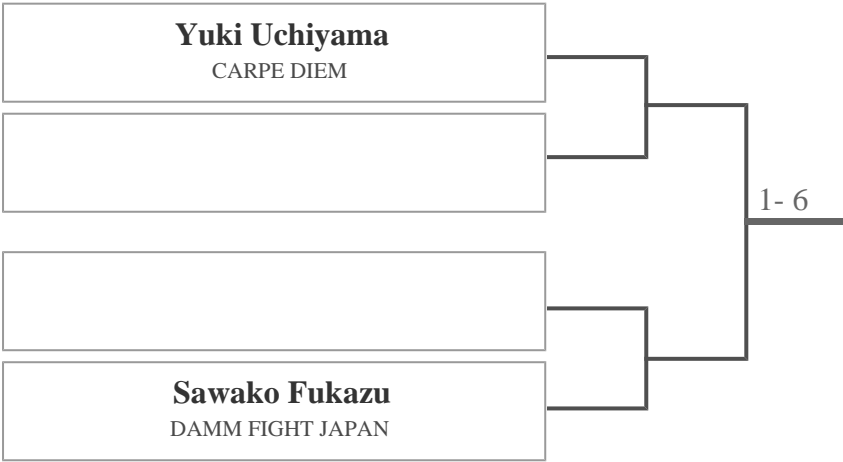 Yuki Uchiyama
CARPE DIEM
1- 6
Sawako Fukazu
DAMM FIGHT JAPAN